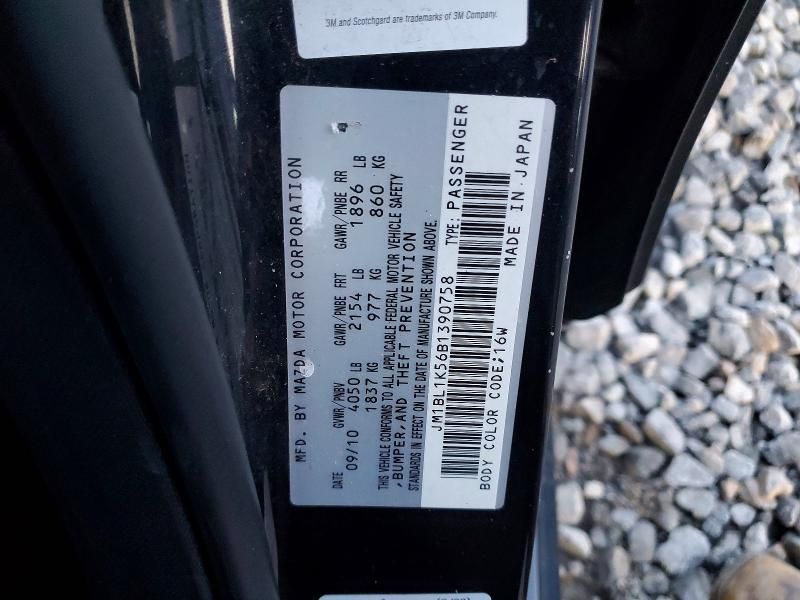 3M and Scotchgard are trademarks of 3M Company.
MFD. BY MAZDA MOTOR CORPORATION
GVWR/PNBV GAWR/PNBE FRT GAWR/PNBE RR
DATE 4050 LB 2154 LB 1896 LB
09/10 1837 KG 977 KG 860 KG
THIS VEHICLE CONFORMS TO ALL APPLICABLE FEDERAL MOTOR VEHICLE SAFETY
, BUMPER, AND THEFT PREVENTION
STANDARDS IN EFFECT ON THE DATE OF MANUFACTURE SHOWN ABOVE.
JM1BL1K56B1390758 TYPE: PASSENGER
BODY COLOR CODE;16W MADE IN JAPAN